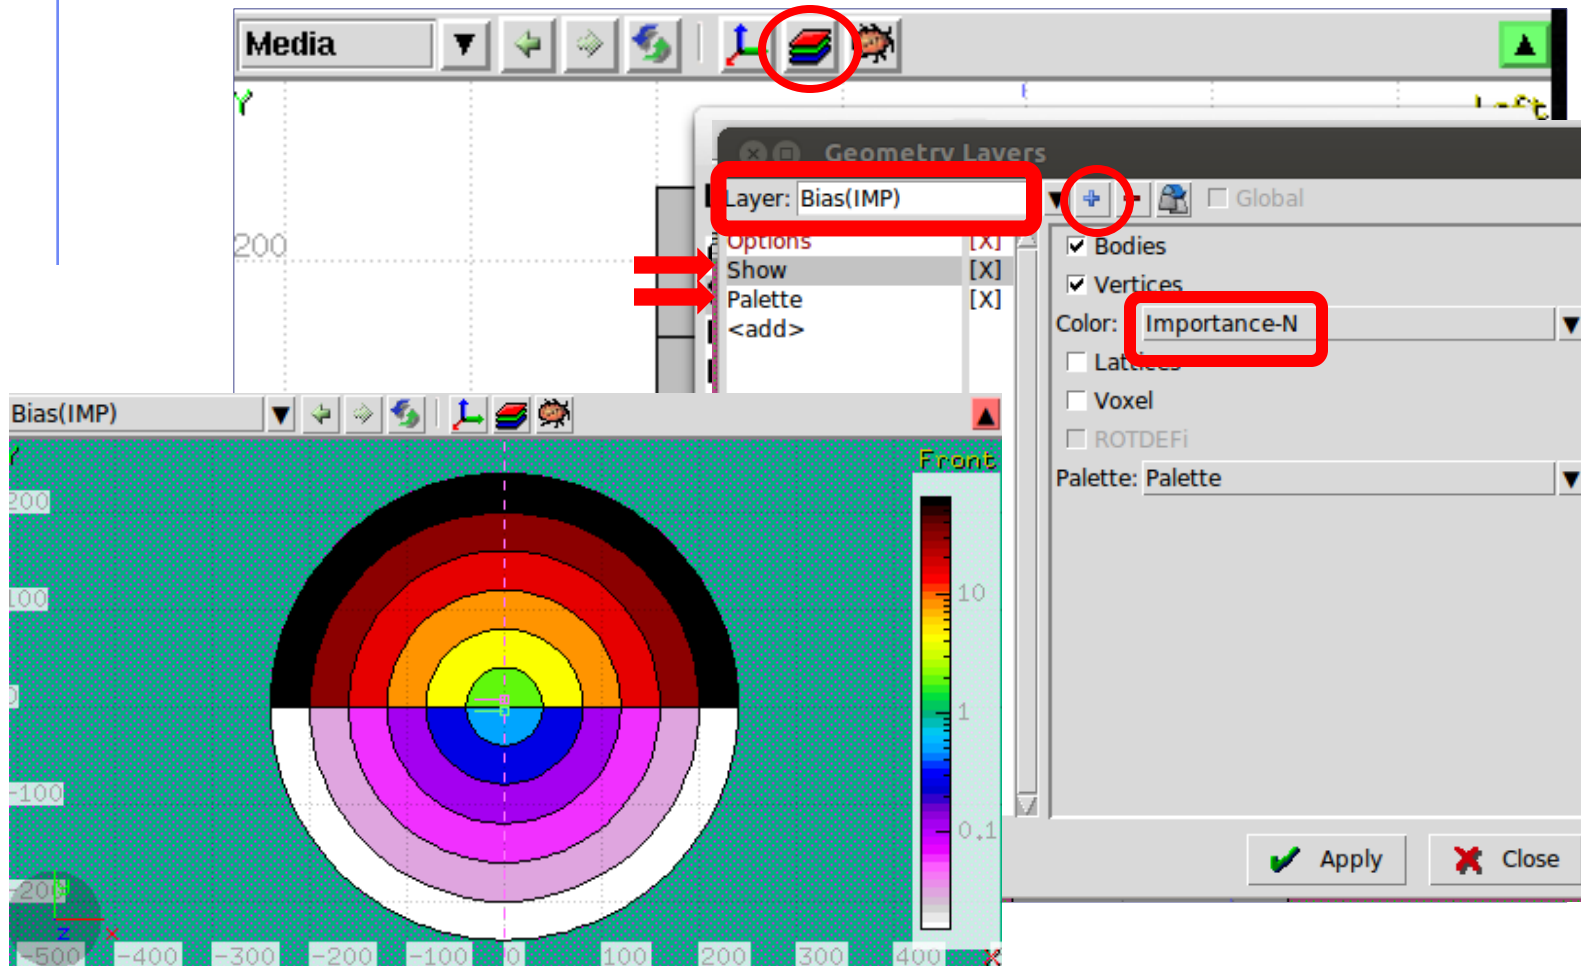 Media
Y
Left
200
Geometry Layers
Layer: Bias(IMP)
Global
Options [X]
Show [X]
Palette [X]
<add>
Bodies
Vertices
Color: Importance-N
Lattices
Voxel
ROTDEFi
Palette: Palette
Apply
Close
Bias(IMP)
Y
Front
200
100
0
-100
-200
10
1
0.1
z
x
-500 -400 -300 -200 -100 0 100 200 300 400 X